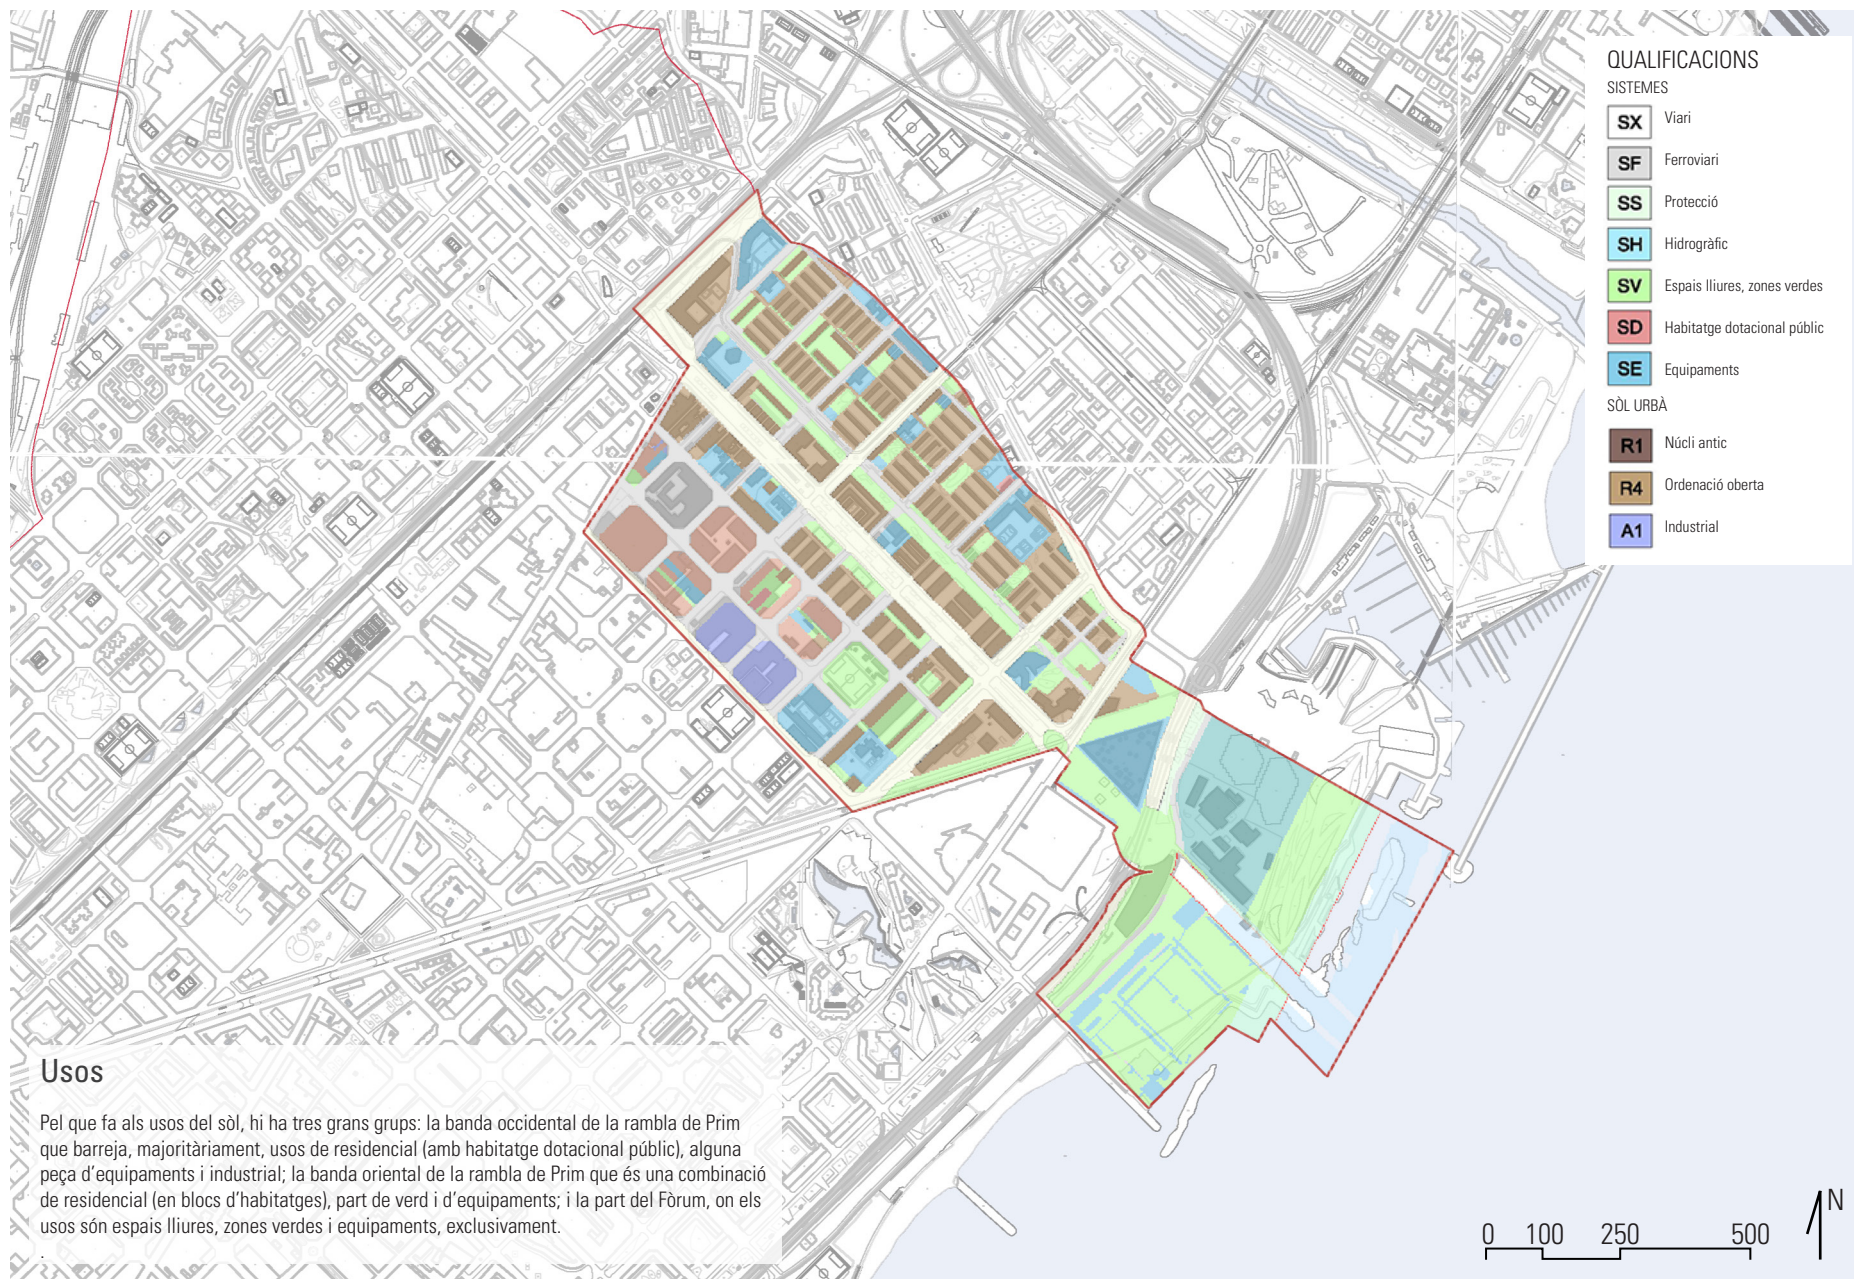 QUALIFICACIONS
SISTEMES
SX Viari
SF Ferroviari
SS Protecció
SH Hidrogràfic
SV Espais lliures, zones verdes
SD Habitatge dotacional públic
SE Equipaments
SÒL URBÀ
R1 Núcli antic
R4 Ordenació oberta
A1 Industrial
Usos
Pel que fa als usos del sòl, hi ha tres grans grups: la banda occidental de la rambla de Prim
que barreja, majoritàriament, usos de residencial (amb habitatge dotacional públic), alguna
peça d'equipaments i industrial; la banda oriental de la rambla de Prim que és una combinació
de residencial (en blocs d'habitatges), part de verd i d'equipaments; i la part del Fòrum, on els
usos són espais lliures, zones verdes i equipaments, exclusivament.
.
0 100 250 500
N